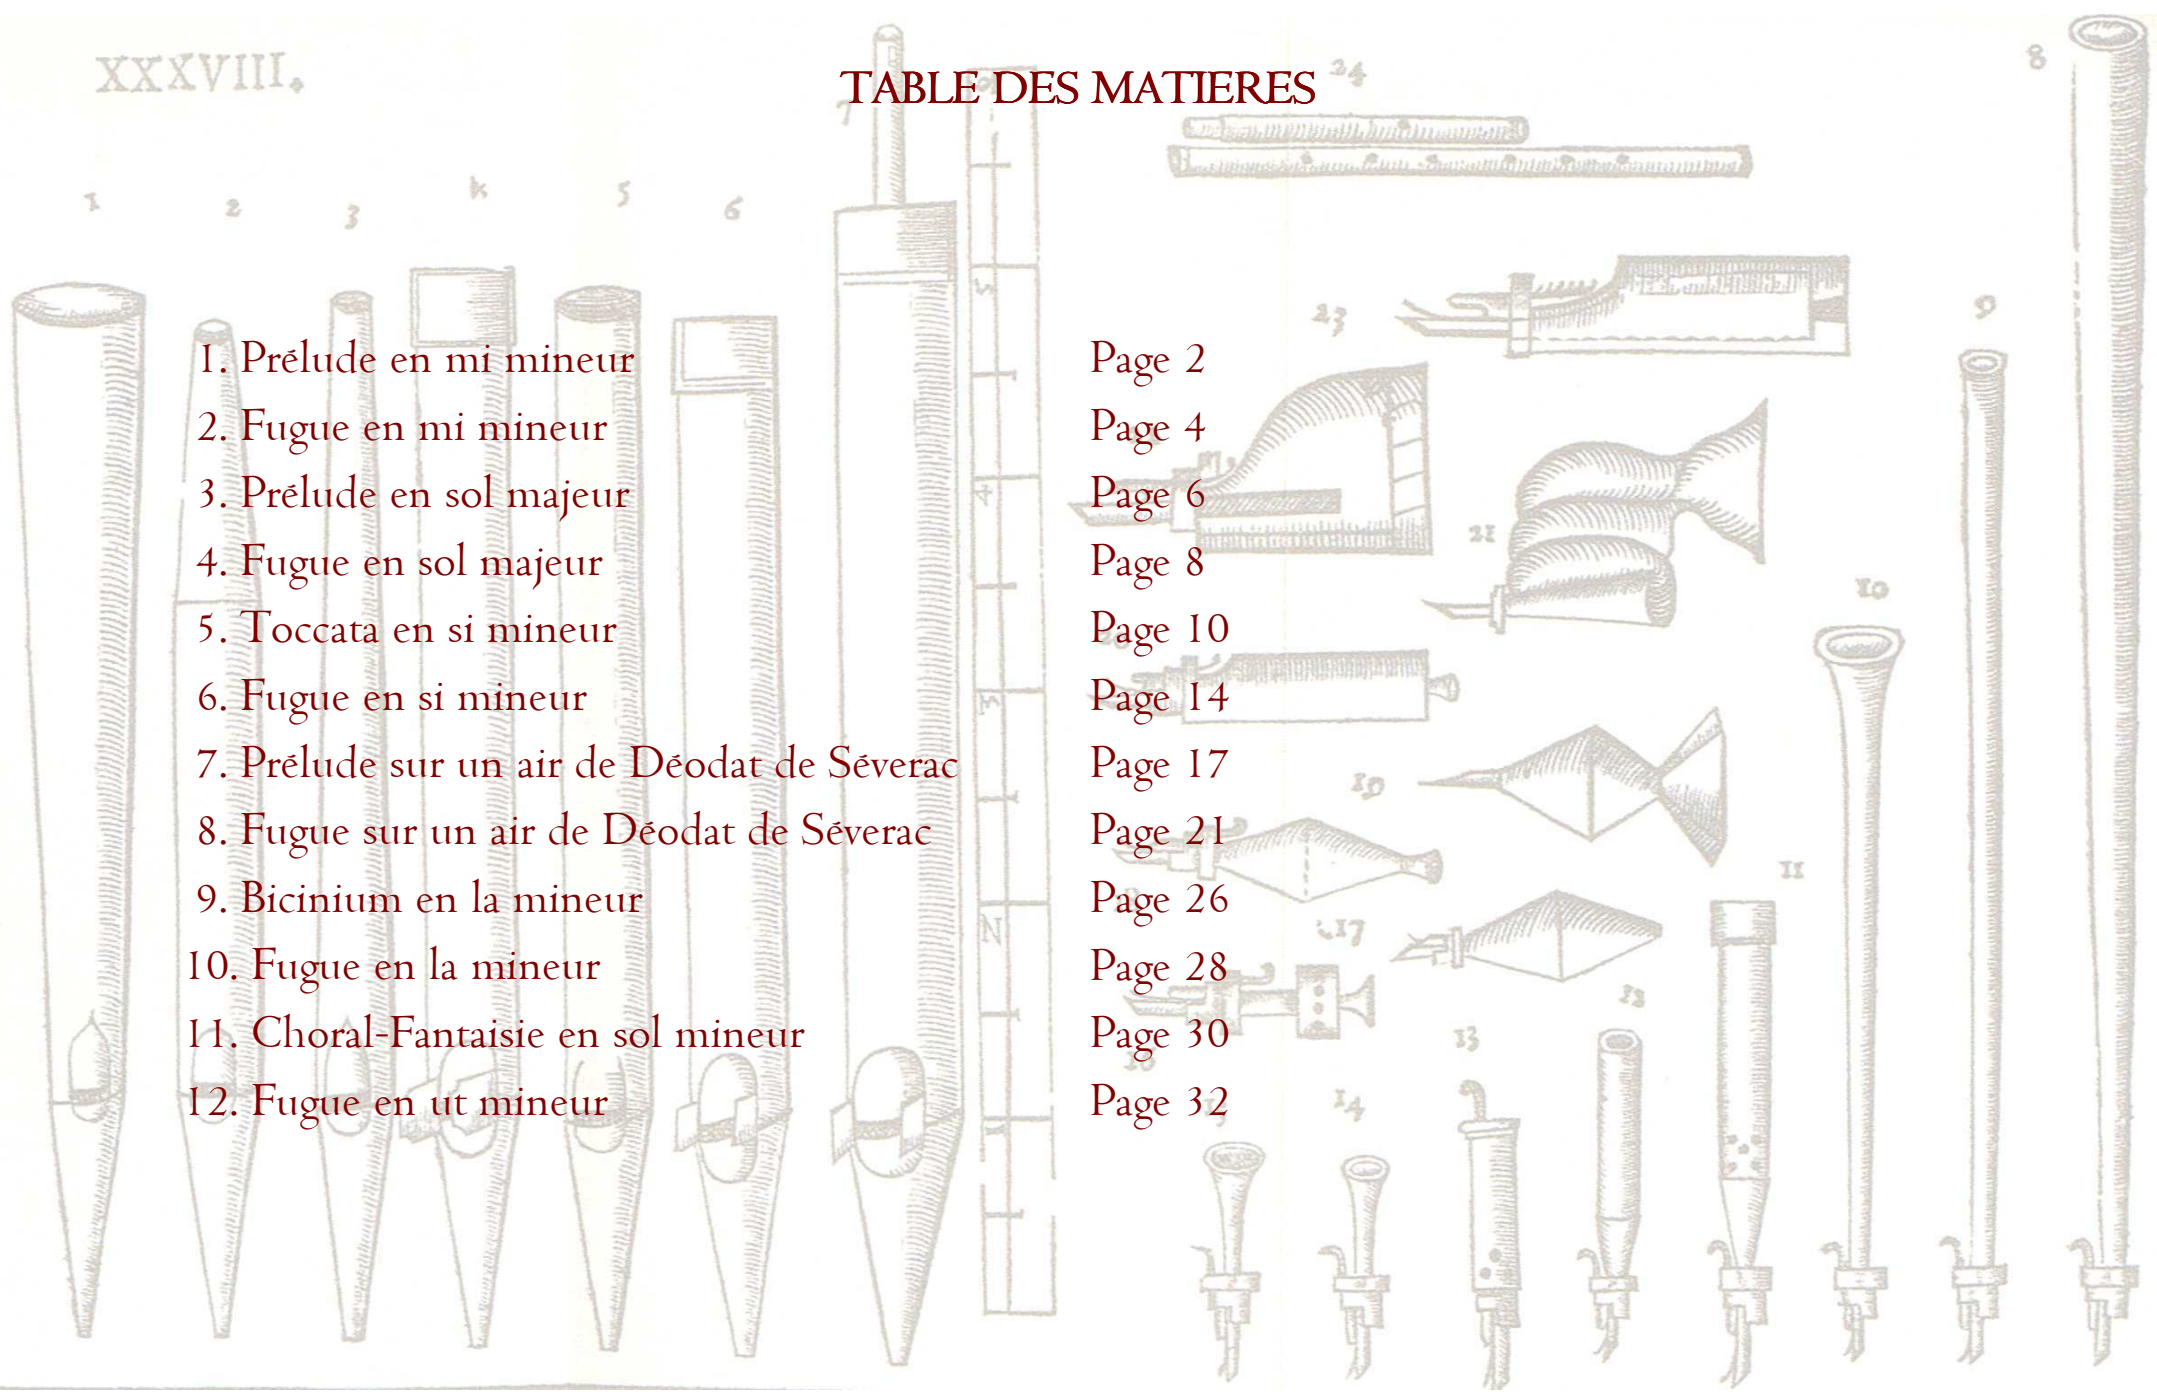 XXXVIII.
TABLE DES MATIERES
1. Prélude en mi mineur Page 2
2. Fugue en mi mineur Page 4
3. Prélude en sol majeur Page 6
4. Fugue en sol majeur Page 8
5. Toccata en si mineur Page 10
6. Fugue en si mineur Page 14
7. Prélude sur un air de Déodat de Séverac Page 17
8. Fugue sur un air de Déodat de Séverac Page 21
9. Bicinium en la mineur Page 26
10. Fugue en la mineur Page 28
11. Choral-Fantaisie en sol mineur Page 30
12. Fugue en ut mineur Page 32